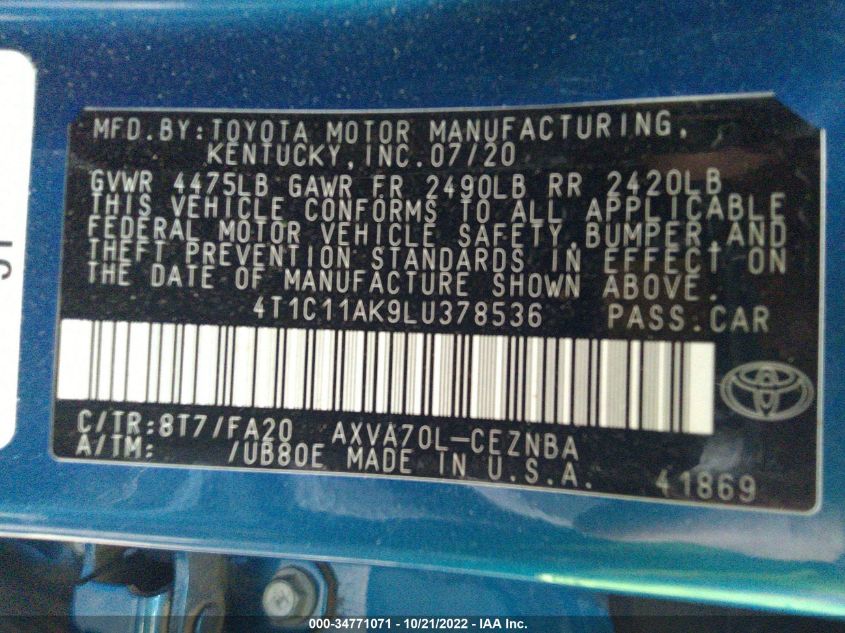 MFD.BY:TOYOTA MOTOR MANUFACTURING,
KENTUCKY,INC.07/20
GVWR 4475LB GAWR FR 2490LB RR 2420LB
THIS VEHICLE CONFORMS TO ALL APPLICABLE
FEDERAL MOTOR VEHICLE SAFETY,BUMPER,AND
THEFT PREVENTION STANDARDS IN EFFECT ON
THE DATE OF MANUFACTURE SHOWN ABOVE.
4T1C11AK9LU378536 PASS.CAR
C/TR:8T7/FA20 AXVA70L-CEZNBA
A/TM: /UB80E MADE IN U.S.A.
41869
000-34771071 - 10/21/2022 - IAA Inc.